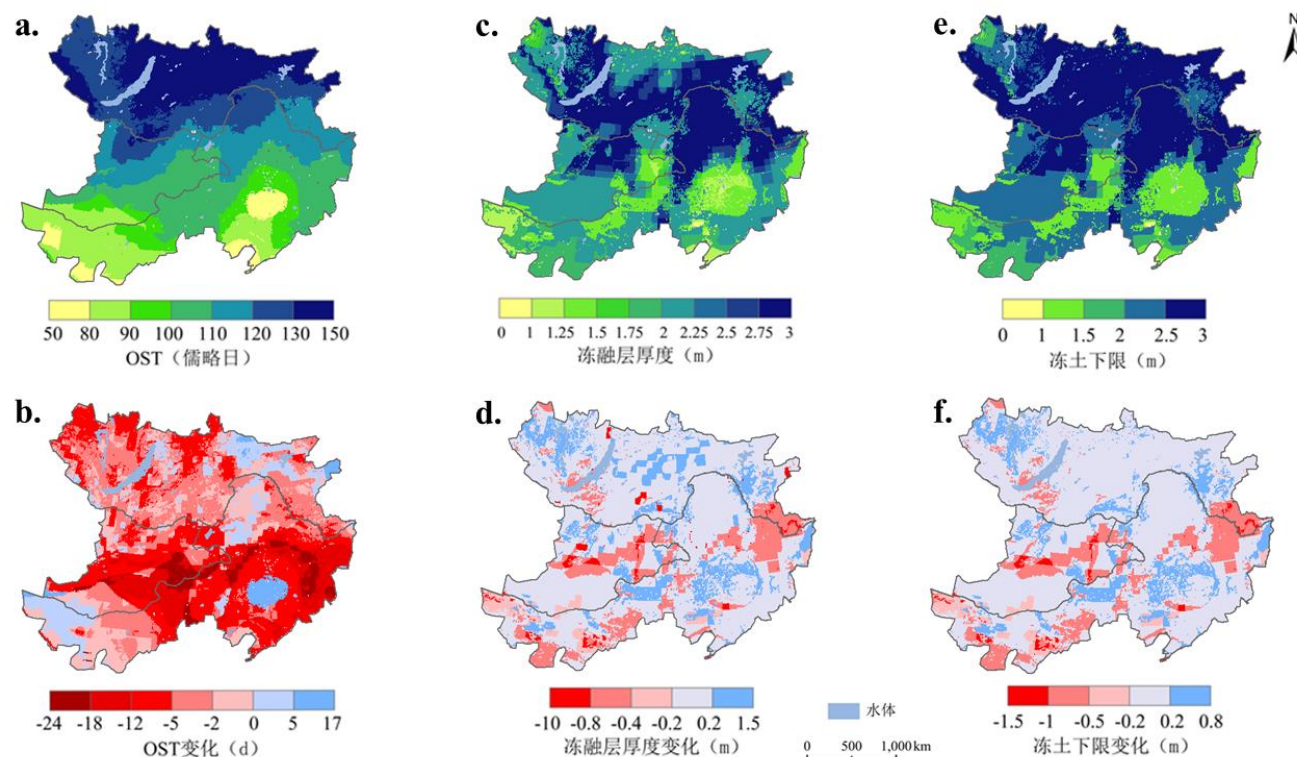 a.
c.
e.
N
50 80 90 100 110 120 130 150
OST（儒略日）
0 1 1.25 1.5 1.75 2 2.25 2.75 3
冻融层厚度（m）
0 1 1.5 2 2.5 3
冻土下限（m）
b.
d.
f.
-24 -18 -12 -5 -2 0 5 17
OST变化（d）
-10 -0.8 -0.4 -0.2 0.2 1.5
冻融层厚度变化（m）
水体
0 500 1,000 km
-1.5 -1 -0.5 -0.2 0.2 0.8
冻土下限变化（m）